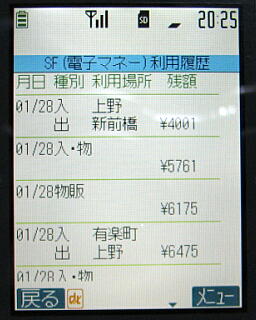 SD 20:25
SF(電子マネー)利用履歴
月日 種別 利用場所 残額
01/28入 上野
出 新前橋 ¥4001
01/28入・物
¥5761
01/28物販
¥6175
01/28入 有楽町
出 上野 ¥6475
01/28入・物
戻る メニュー